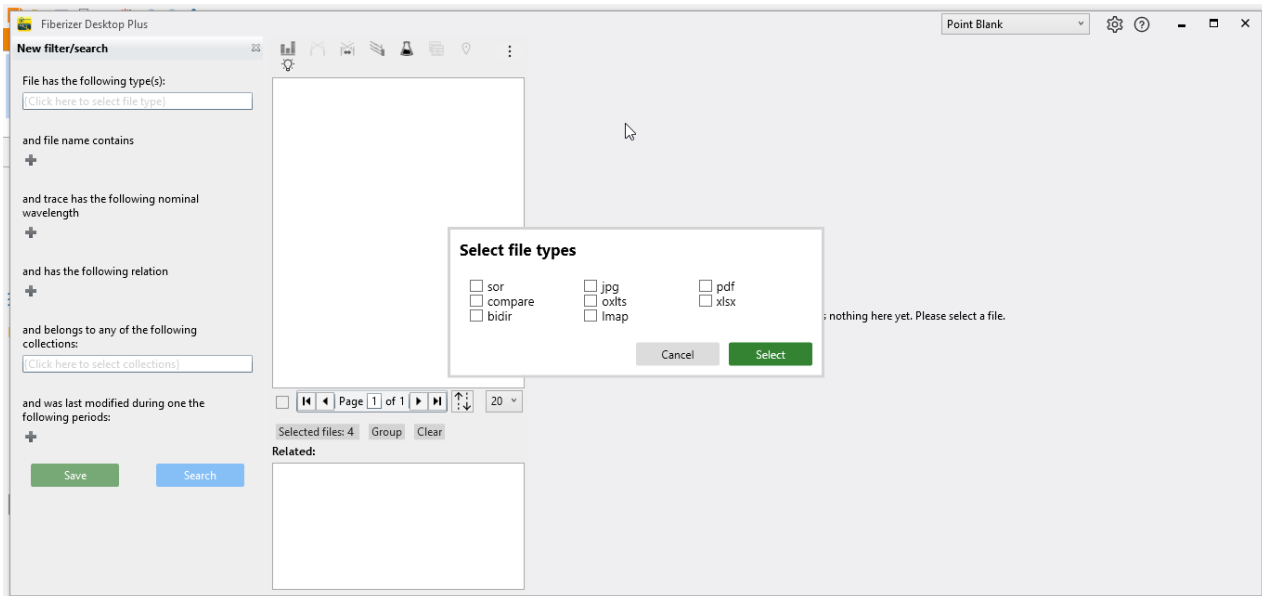 Fiberizer Desktop Plus
Point Blank
New filter/search
File has the following type(s):
{Click here to select file type}
and file name contains
and trace has the following nominal
wavelength
and has the following relation
and belongs to any of the following
collections:
{Click here to select collections}
and was last modified during one the
following periods:
Save
Search
Select file types
sor
jpg
pdf
compare
oxlts
xlsx
bidir
lmap
Cancel
Select
nothing here yet. Please select a file.
Page 1 of 1
20
Selected files: 4
Group
Clear
Related: